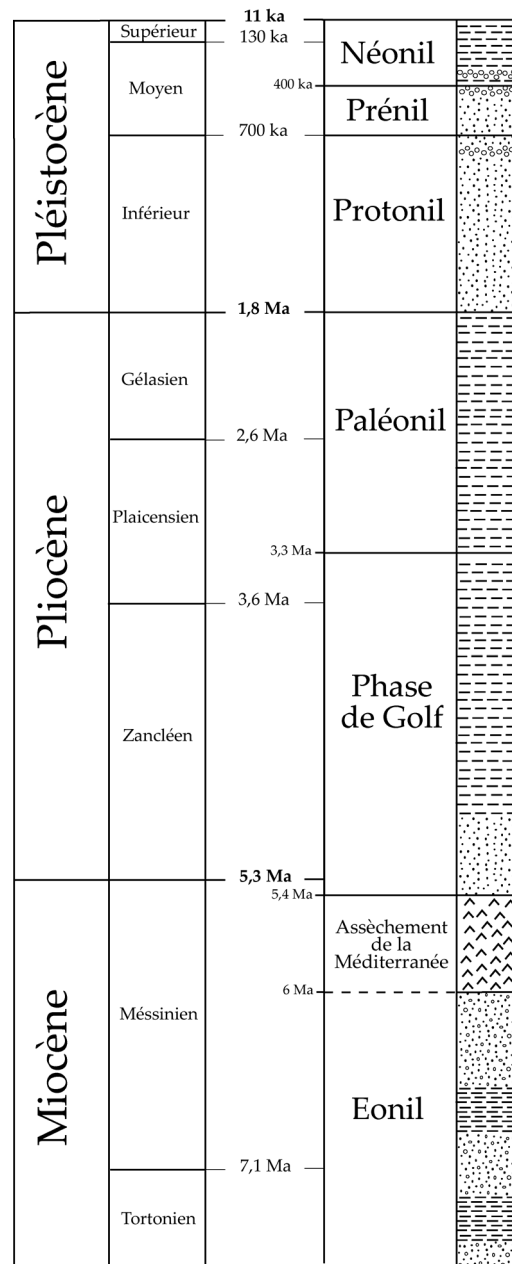 11 ka
Supérieur
130 ka
Néonil
Pléistocène
Moyen
400 ka
Prénil
700 ka
Inférieur
Protonil
1,8 Ma
Gélasien
Paléonil
2,6 Ma
Pliocène
Plaicensien
3,3 Ma
3,6 Ma
Phase
de Golf
Zancléen
5,3 Ma
5,4 Ma
Assèchement
de la
Méditerranée
6 Ma
Miocène
Méssinien
Eonil
7,1 Ma
Tortonien